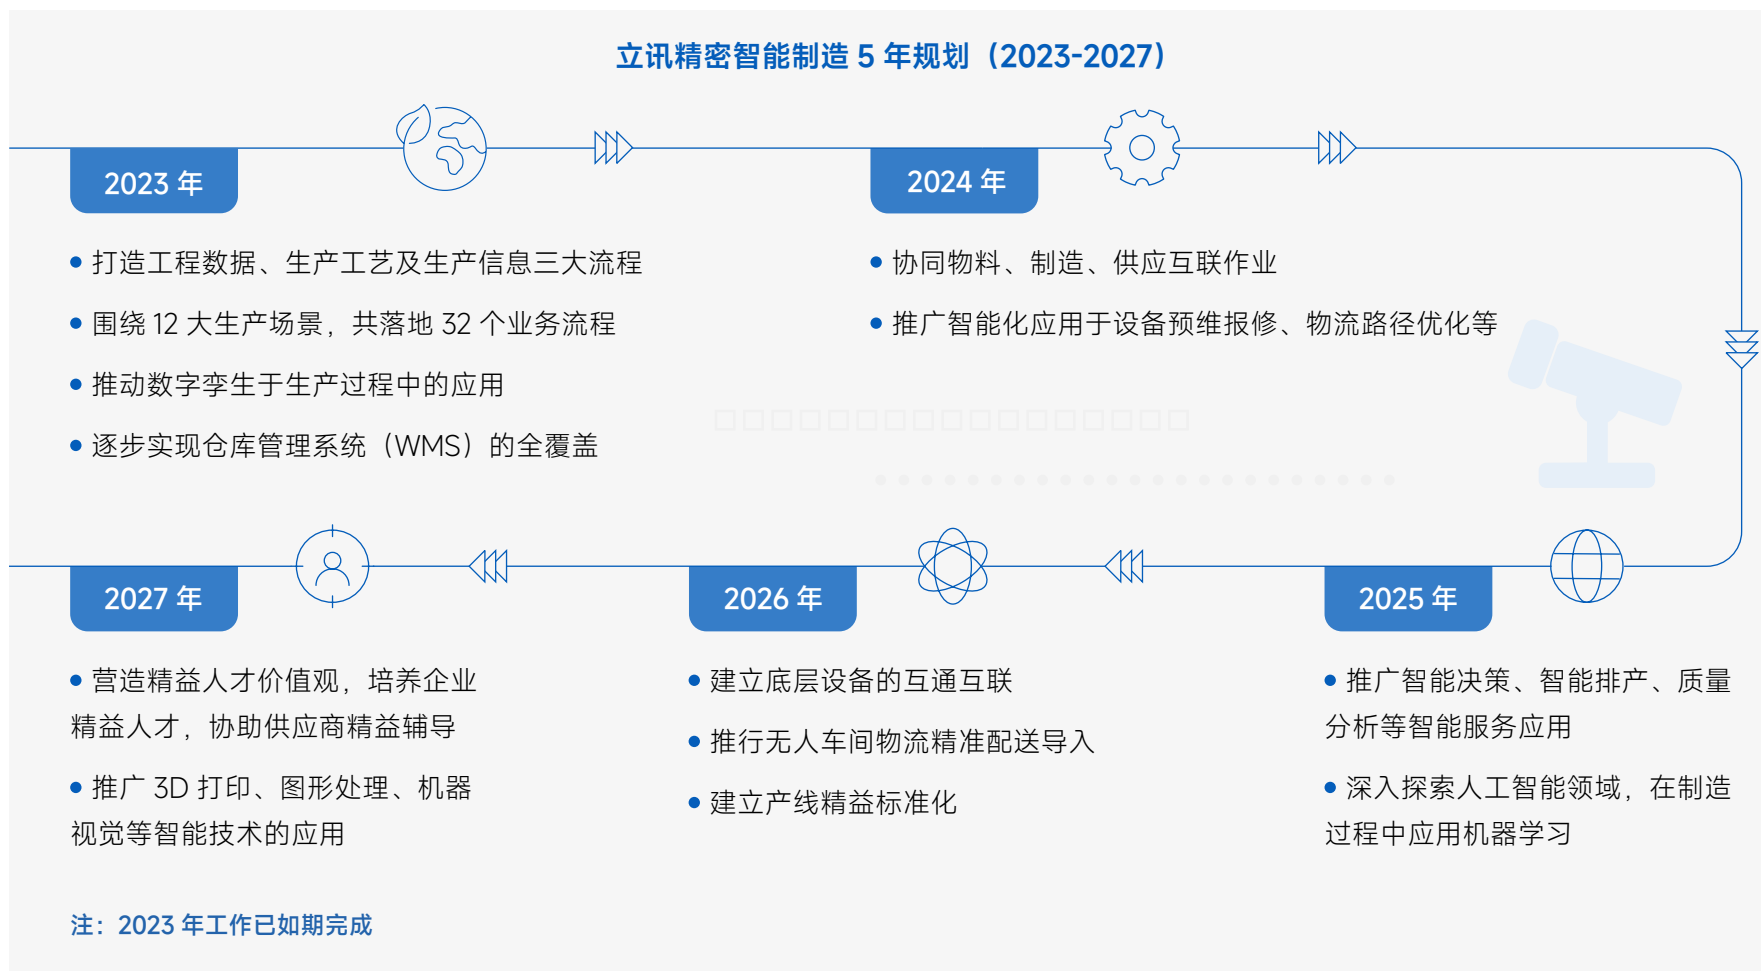 立讯精密智能制造 5 年规划（2023-2027）
2023 年
• 打造工程数据、生产工艺及生产信息三大流程
• 围绕 12 大生产场景，共落地 32 个业务流程
• 推动数字孪生于生产过程中的应用
• 逐步实现仓库管理系统（WMS）的全覆盖
2024 年
• 协同物料、制造、供应互联作业
• 推广智能化应用于设备预维报修、物流路径优化等
2025 年
• 推广智能决策、智能排产、质量
分析等智能服务应用
• 深入探索人工智能领域，在制造
过程中应用机器学习
2026 年
• 建立底层设备的互通互联
• 推行无人车间物流精准配送导入
• 建立产线精益标准化
2027 年
• 营造精益人才价值观，培养企业
精益人才，协助供应商精益辅导
• 推广 3D 打印、图形处理、机器
视觉等智能技术的应用
注：2023 年工作已如期完成